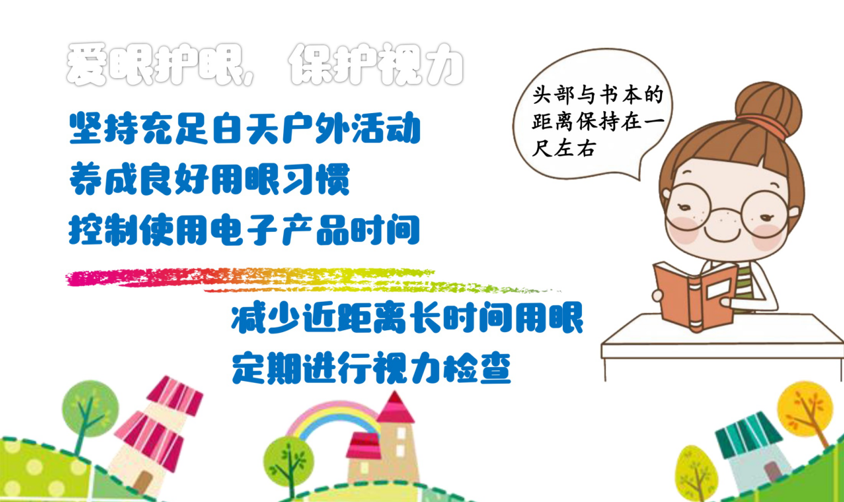 爱眼护眼，保护视力
坚持充足白天户外活动
养成良好用眼习惯
控制使用电子产品时间
减少近距离长时间用眼
定期进行视力检查
头部与书本的
距离保持在一
尺左右